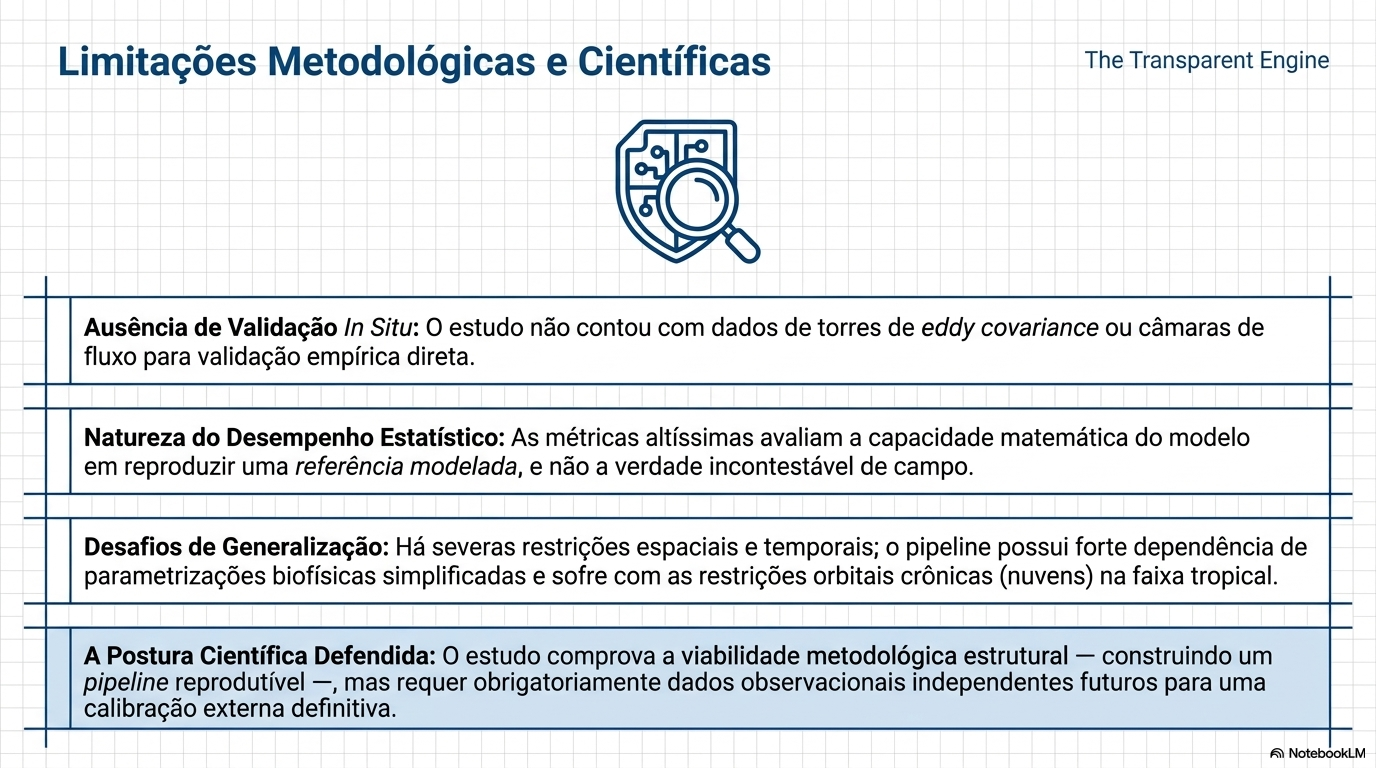 Limitações Metodológicas e Científicas
The Transparent Engine
Ausência de Validação In Situ: O estudo não contou com dados de torres de eddy covariance ou câmaras de
fluxo para validação empírica direta.
Natureza do Desempenho Estatístico: As métricas altíssimas avaliam a capacidade matemática do modelo
em reproduzir uma referência modelada, e não a verdade incontestável de campo.
Desafios de Generalização: Há severas restrições espaciais e temporais; o pipeline possui forte dependência de
parametrizações biofísicas simplificadas e sofre com as restrições orbitais crônicas (nuvens) na faixa tropical.
A Postura Científica Defendida: O estudo comprova a viabilidade metodológica estrutural — construindo um
pipeline reprodutível —, mas requer obrigatoriamente dados observacionais independentes futuros para uma
calibração externa definitiva.
NotebookLM